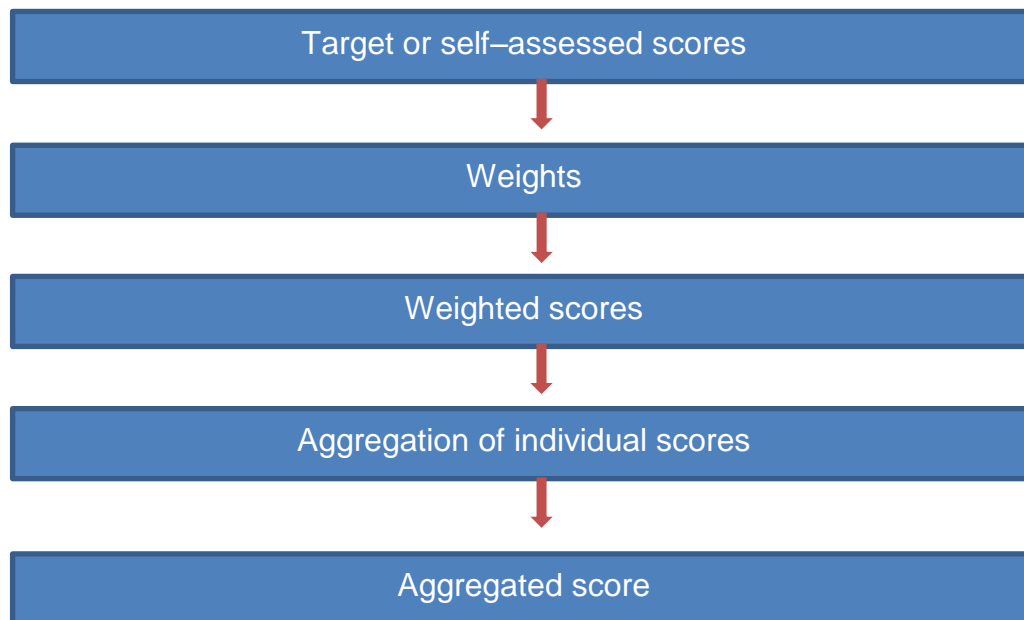 Target or self–assessed scores
Weights
Weighted scores
Aggregation of individual scores
Aggregated score